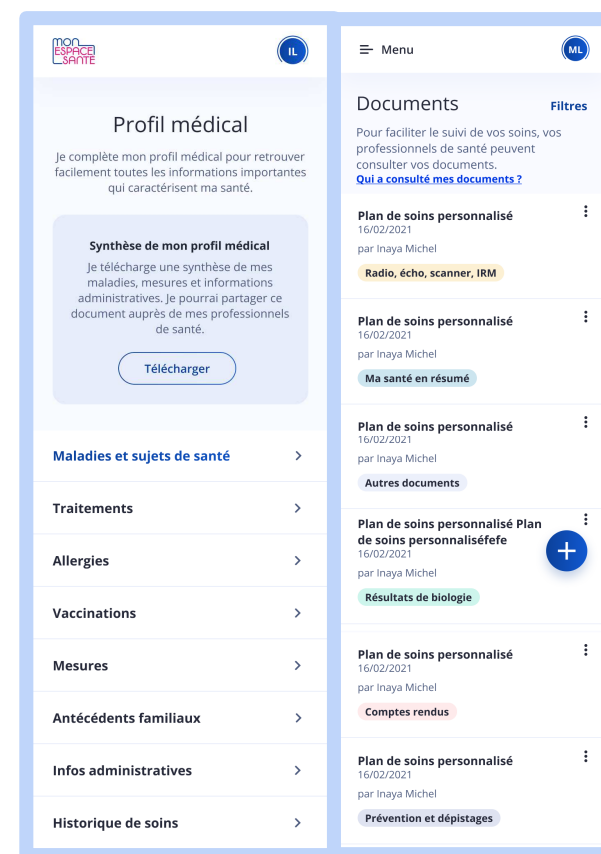 mon
ESPACE
SANTÉ
IL
Profil médical
Je complète mon profil médical pour retrouver
facilement toutes les informations importantes
qui caractérisent ma santé.
Synthèse de mon profil médical
Je télécharge une synthèse de mes
maladies, mesures et informations
administratives. Je pourrai partager ce
document auprès de mes professionnels
de santé.
Télécharger
Maladies et sujets de santé
Traitements
Allergies
Vaccinations
Mesures
Antécédents familiaux
Infos administratives
Historique de soins
Menu
ML
Documents
Filtres
Pour faciliter le suivi de vos soins, vos
professionnels de santé peuvent
consulter vos documents.
Qui a consulté mes documents ?
Plan de soins personnalisé
16/02/2021
par Inaya Michel
Radio, écho, scanner, IRM
Plan de soins personnalisé
16/02/2021
par Inaya Michel
Ma santé en résumé
Plan de soins personnalisé
16/02/2021
par Inaya Michel
Autres documents
Plan de soins personnalisé Plan
de soins personnaliséfefe
16/02/2021
par Inaya Michel
Résultats de biologie
Plan de soins personnalisé
16/02/2021
par Inaya Michel
Comptes rendus
Plan de soins personnalisé
16/02/2021
par Inaya Michel
Prévention et dépistages